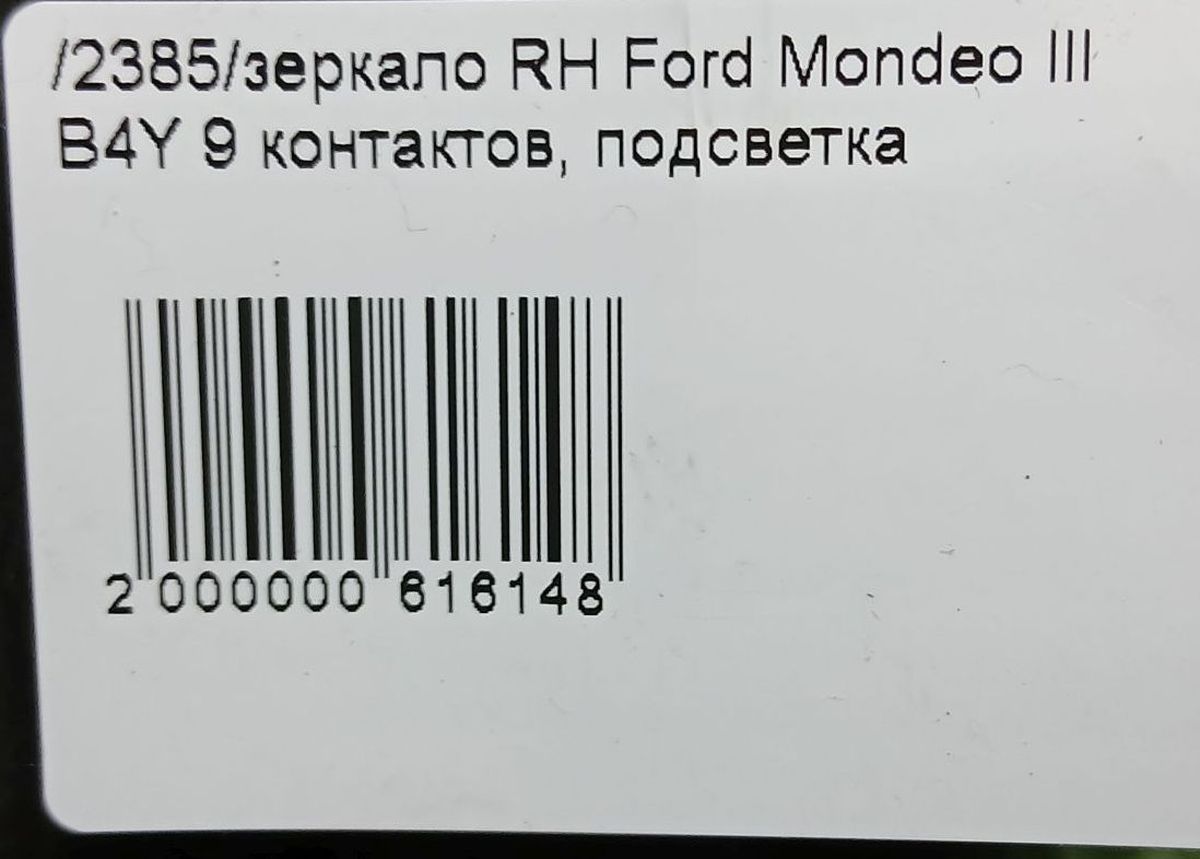 /2385/зеркало RH Ford Mondeo III
B4Y 9 контактов, подсветка
2 000000 616148